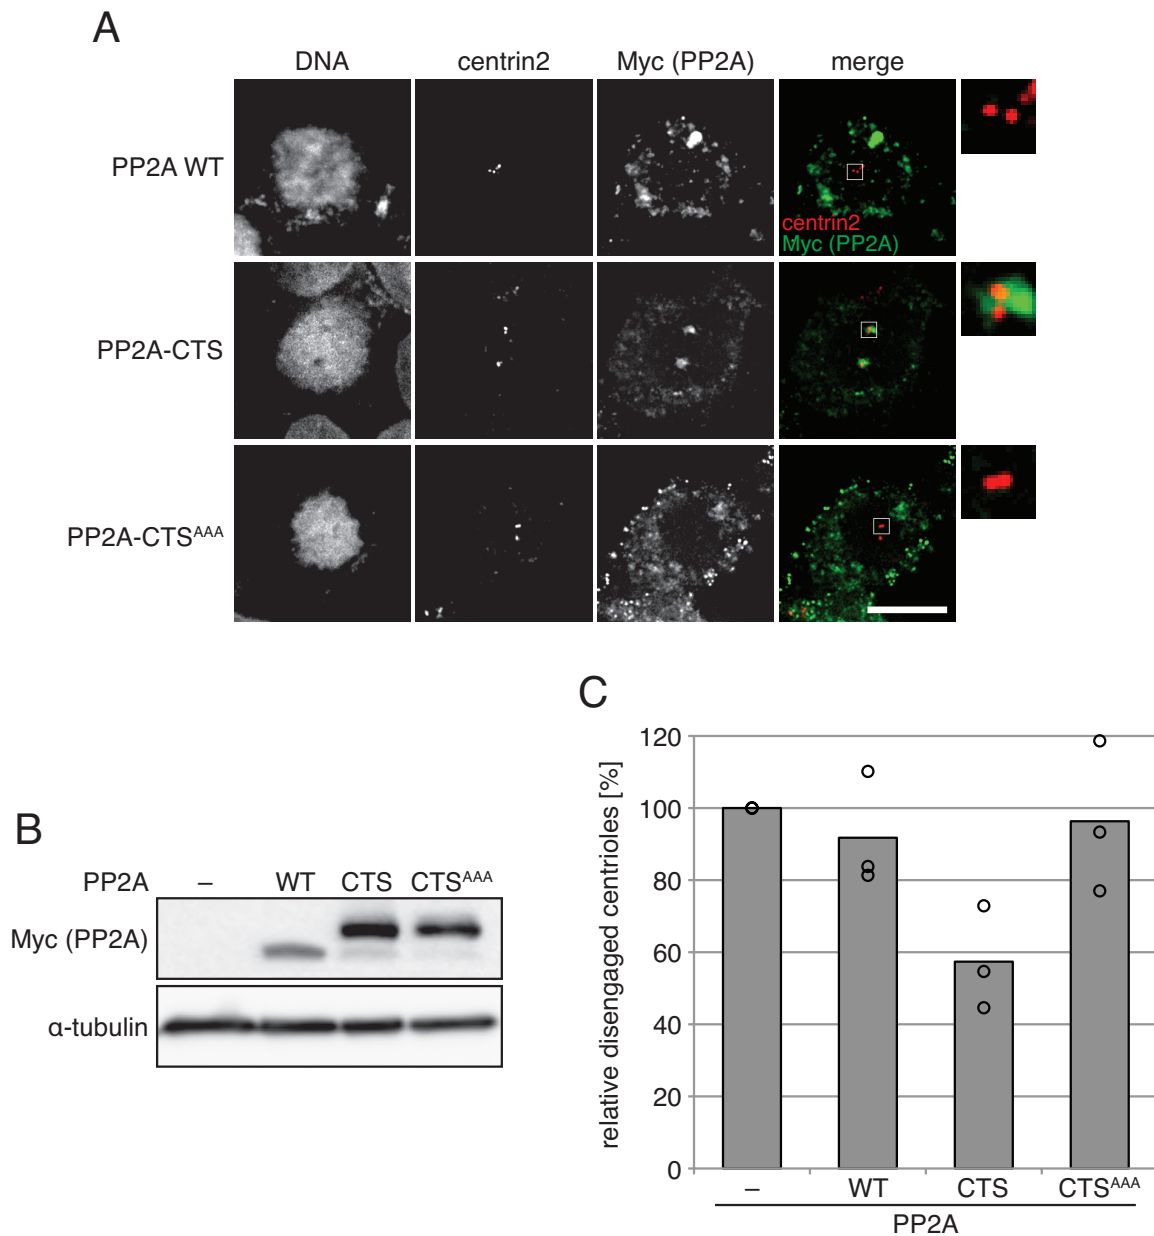 A
DNA centrin2 Myc (PP2A) merge
PP2A WT
centrin2
Myc (PP2A)
PP2A-CTS
PP2A-CTSᴬᴬᴬ
B
PP2A – WT CTS CTSᴬᴬᴬ
Myc (PP2A)
α-tubulin
C
relative disengaged centrioles [%]
120
100
80
60
40
20
0
– WT CTS CTSᴬᴬᴬ
PP2A